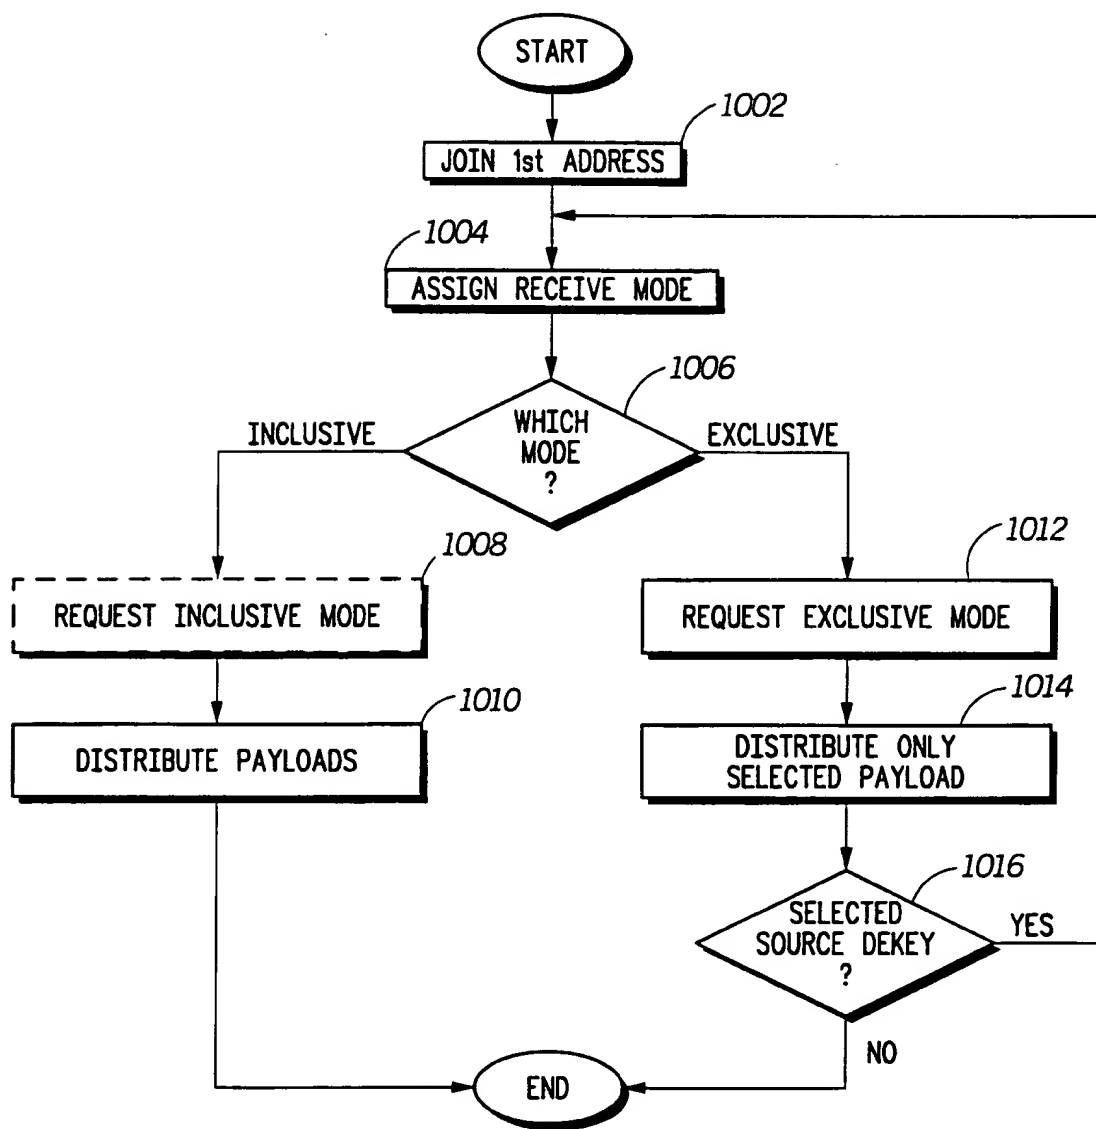 START
1002
JOIN 1st ADDRESS
1004
ASSIGN RECEIVE MODE
1006
WHICH
MODE
?
INCLUSIVE
EXCLUSIVE
1008
REQUEST INCLUSIVE MODE
1012
REQUEST EXCLUSIVE MODE
1010
DISTRIBUTE PAYLOADS
1014
DISTRIBUTE ONLY
SELECTED PAYLOAD
1016
SELECTED
SOURCE DEKEY
?
YES
NO
END